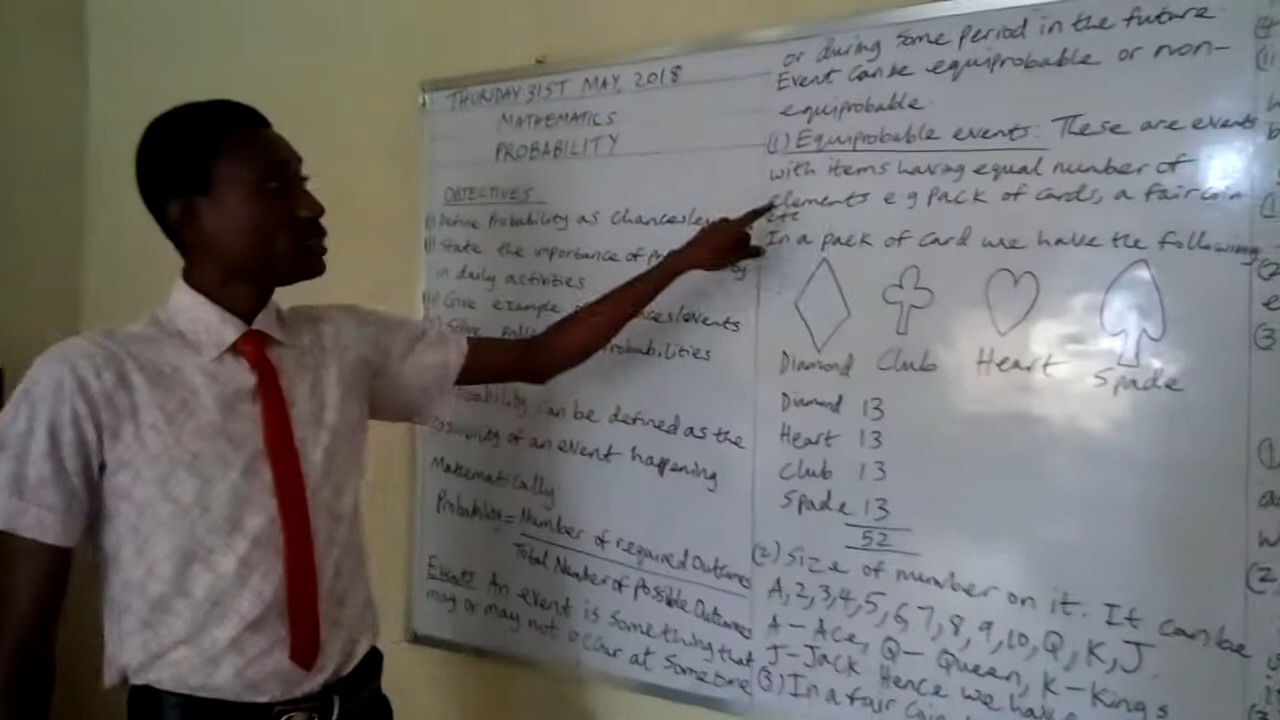 THURSDAY 31ST MAY, 2018
MATHEMATICS
PROBABILITY
OBJECTIVES
(i) Define Probability as Chances/
(ii) State the importance of
in daily activities
(iii) Give example /events
Solve Probabilities
can be defined as the
of an event happening
Mathematically
Probability = Number of required Outcomes
Total Number of Possible Outcomes
Event: An event is something that
may or may not occur at sometime
or during some period in the future.
Event can be equiprobable or non-
equiprobable.
(1) Equiprobable events: These are events
with items having equal number of
elements e g pack of cards, a fair coin
etc
In a pack of card we have the following
Diamond Club Heart Spade
Diamond 13
Heart 13
Club 13
Spade 13
52
(2) Size of number on it. It can be
A, 2, 3, 4, 5, 6 7, 8, 9, 10, Q, K, J
A - Ace, Q - Queen, K - Kings
J - Jack Hence we have
(3) In a fair coin